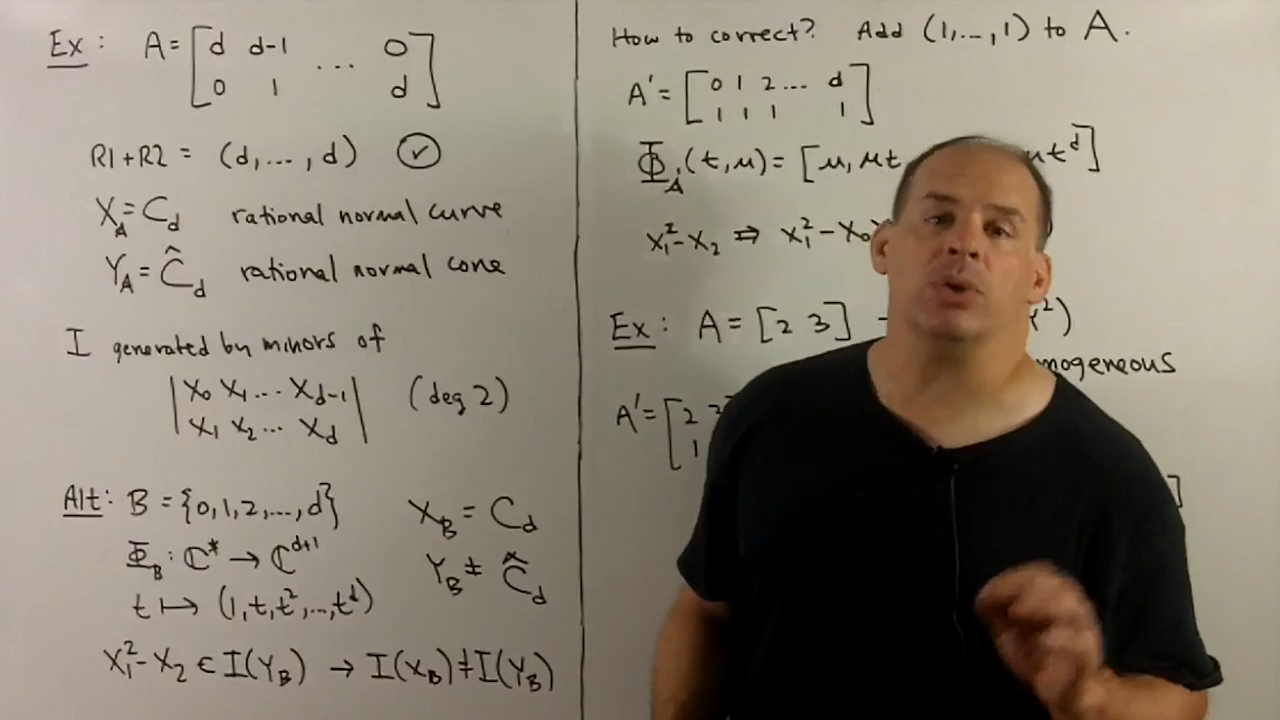 Ex: A = [d d-1 ... 0
0 1 d]
R1+R2 = (d,...,d) ✓
X_A = C_d rational normal curve
Y_A = Ĉ_d rational normal cone
I generated by minors of
|x₀ x₁ ... x_{d-1}| (deg 2)
|x₁ x₂ ... x_d|
Alt: B = {0,1,2,...,d}
Φ_B : ℂ* → ℂ^{d+1}
t ↦ (1,t,t²,...,t^d)
X_B = C_d
Y_B ≠ Ĉ_d
x₁²-x₂ ∈ I(Y_B) → I(X_B) ≠ I(Y_B)
How to correct? Add (1,...,1) to A.
A' = [0 1 2 ... d
1 1 1 1]
Φ_A'(t,μ) = [μ, μt μt^d]
x₁²-x₂ ⇒ x₁²-x₀
Ex: A = [2 3] ²)
mogeneous
A' = [2
1 ]